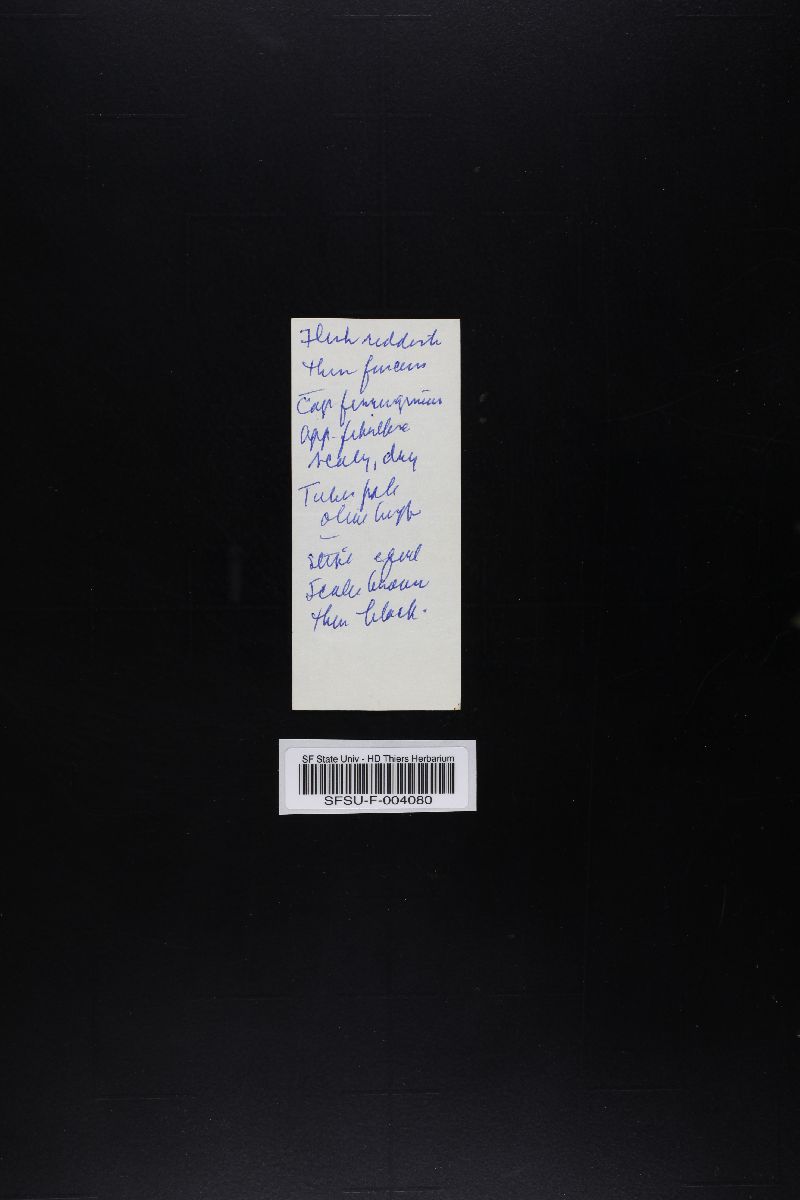 Flesh reddish
then fuscous
Cap ferrugineus
App. fibrillose
scaly, dry
Tubes pale
olive buff
Stipe equal
Scales brown
then black.
SF State Univ - HD Thiers Herbarium
SFSU-F-004080